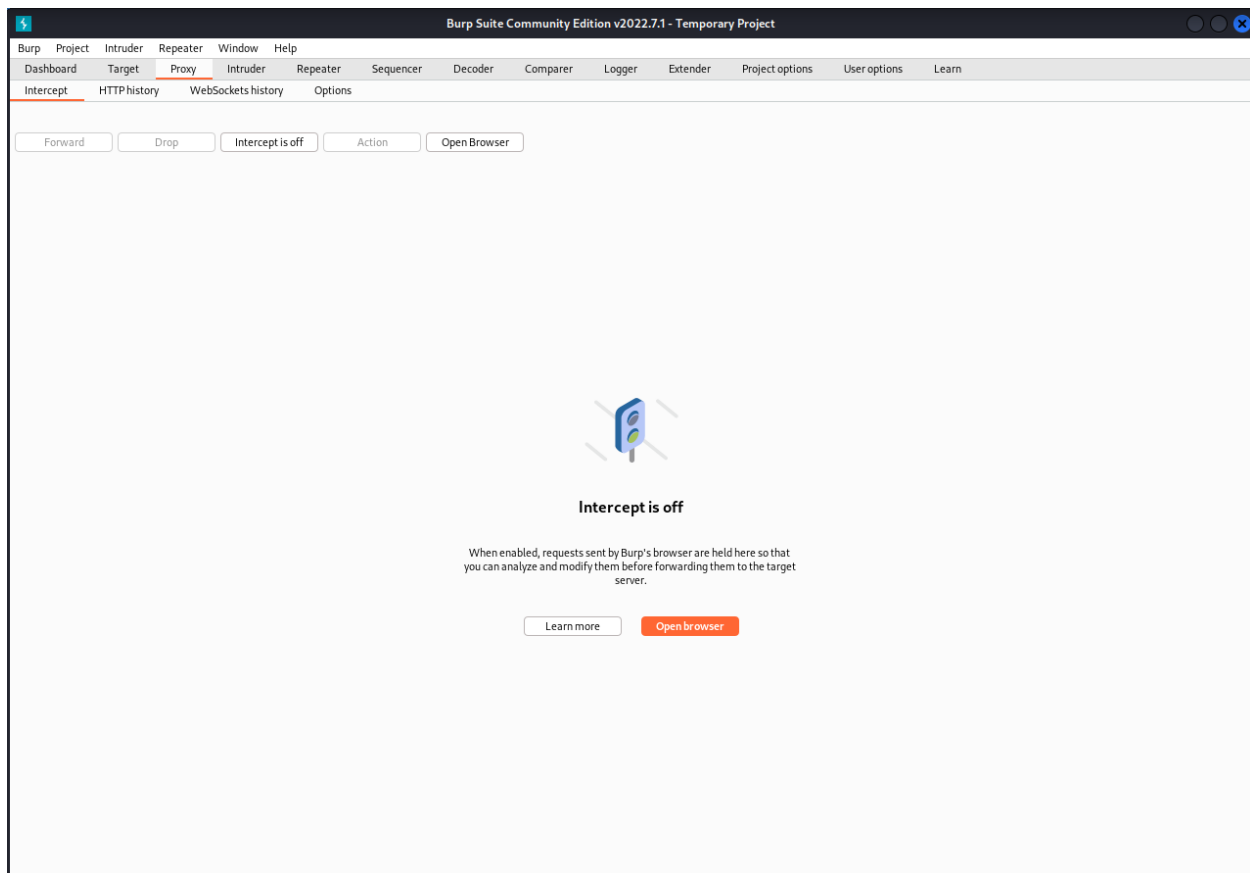 Burp Suite Community Edition v2022.7.1 - Temporary Project
Burp Project Intruder Repeater Window Help
Dashboard Target Proxy Intruder Repeater Sequencer Decoder Comparer Logger Extender Project options User options Learn
Intercept HTTP history WebSockets history Options
Forward Drop Intercept is off Action Open Browser
Intercept is off
When enabled, requests sent by Burp's browser are held here so that
you can analyze and modify them before forwarding them to the target
server.
Learn more Open browser